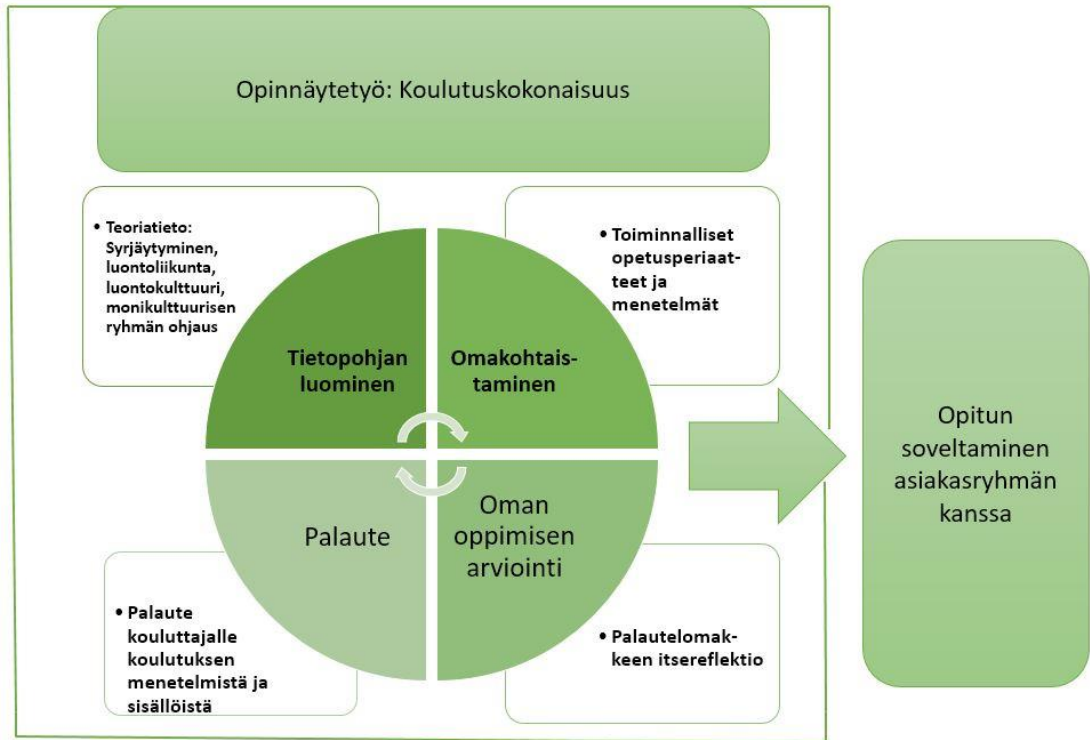 Opinnäytetyö: Koulutuskokonaisuus
• Teoriatieto:
Syrjäytyminen,
luontoliikunta,
luontokulttuuri,
monikulttuurisen
ryhmän ohjaus
• Toiminnalliset
opetusperiaat-
teet ja
menetelmät
Tietopohjan
luominen
Omakohtais-
taminen
Palaute
Oman
oppimisen
arviointi
• Palaute
kouluttajalle
koulutuksen
menetelmistä ja
sisällöistä
• Palautelomak-
keen itsereflektio
Opitun
soveltaminen
asiakasryhmän
kanssa